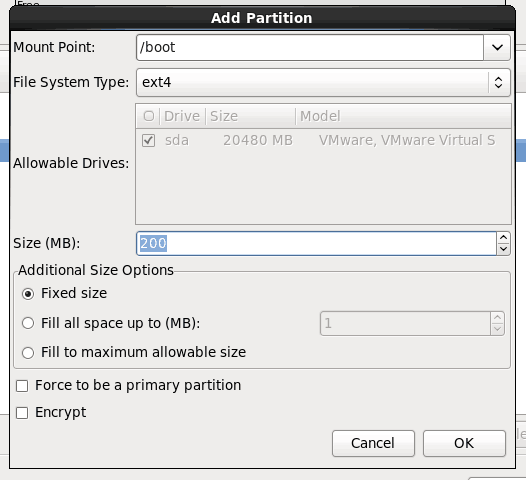 Free
Add Partition
Mount Point: /boot
File System Type: ext4
Drive Size Model
sda 20480 MB VMware, VMware Virtual S
Allowable Drives:
Size (MB): 200
Additional Size Options
Fixed size
Fill all space up to (MB): 1
Fill to maximum allowable size
Force to be a primary partition
Encrypt
Cancel OK